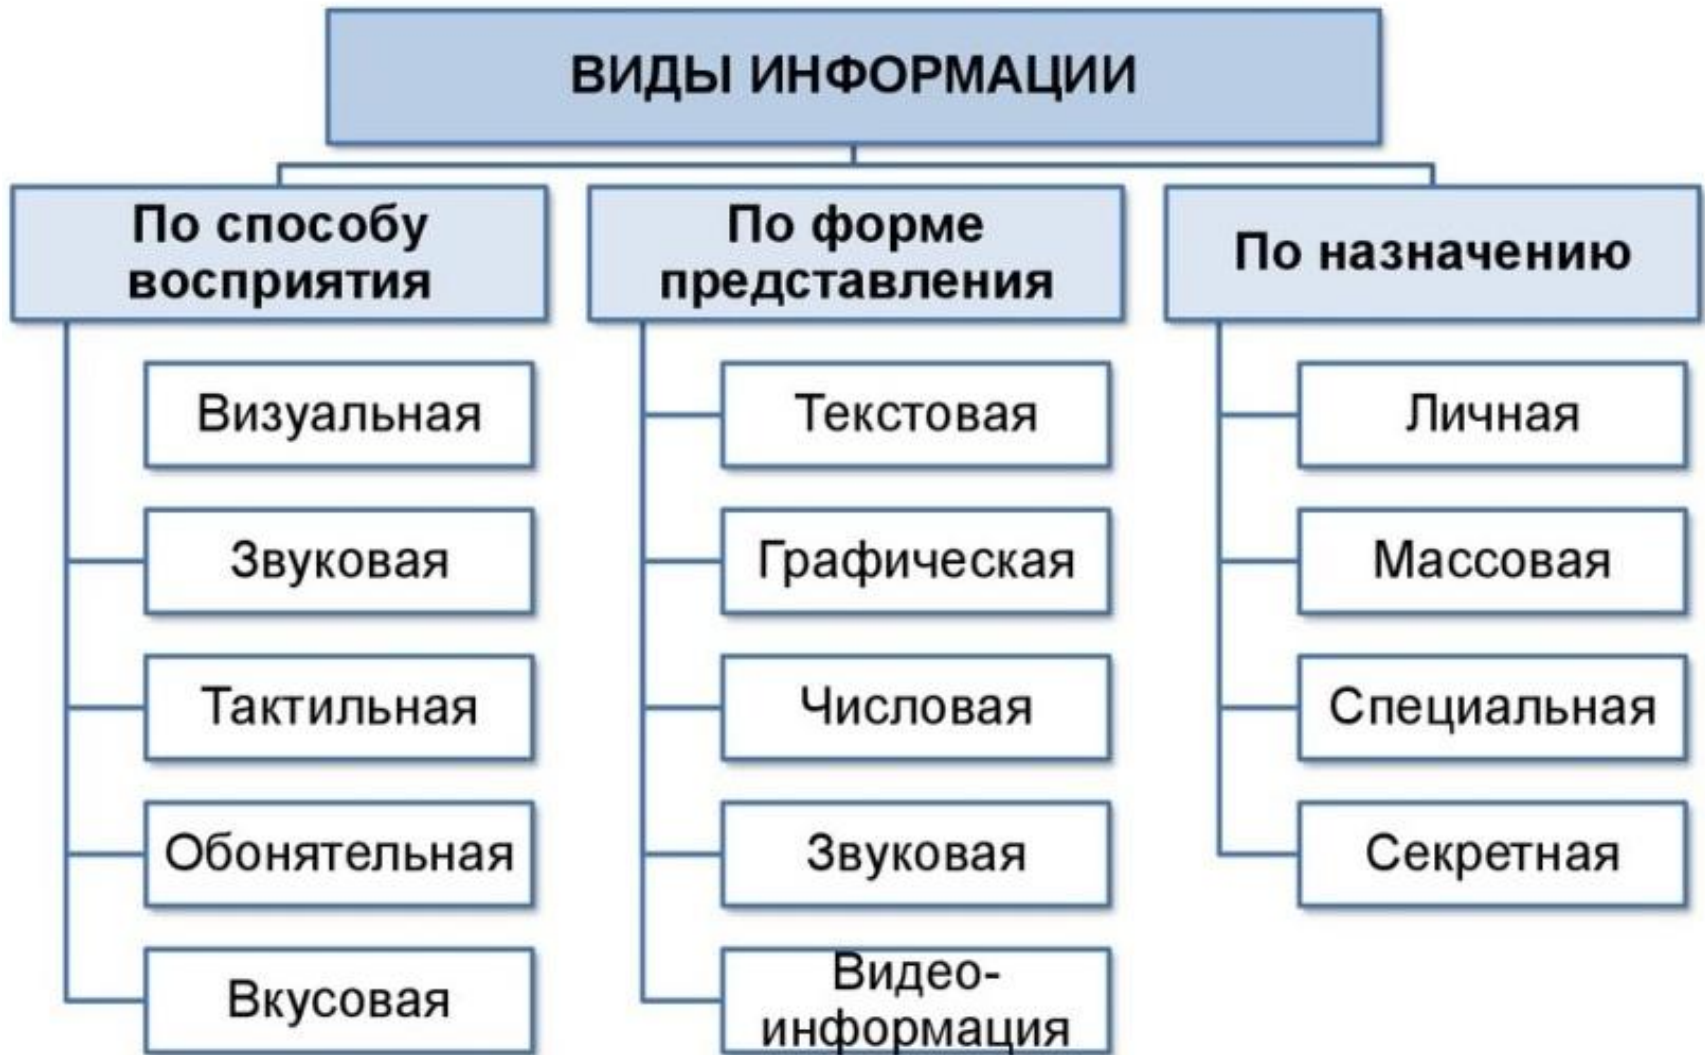 ВИДЫ ИНФОРМАЦИИ
По способу
восприятия
Визуальная
Звуковая
Тактильная
Обонятельная
Вкусовая
По форме
представления
Текстовая
Графическая
Числовая
Звуковая
Видео-
информация
По назначению
Личная
Массовая
Специальная
Секретная